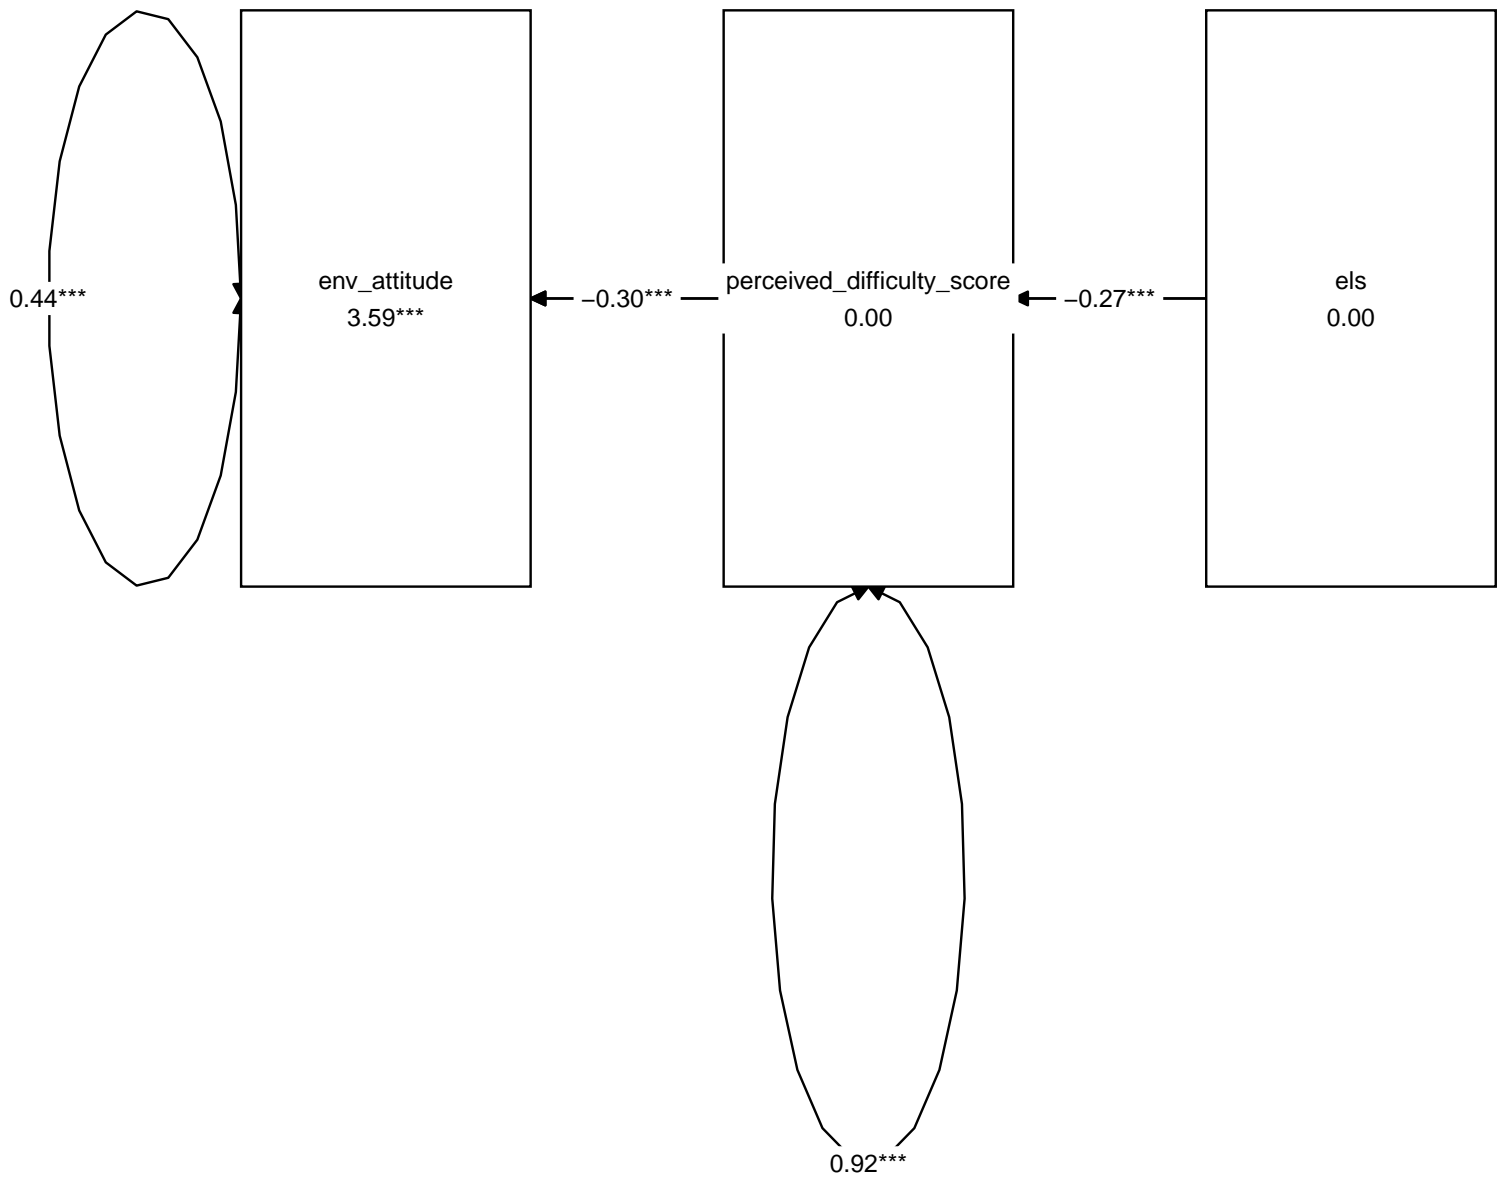 env_attitude
3.59***
perceived_difficulty_score
0.00
els
0.00
0.44***
−0.30***
−0.27***
0.92***